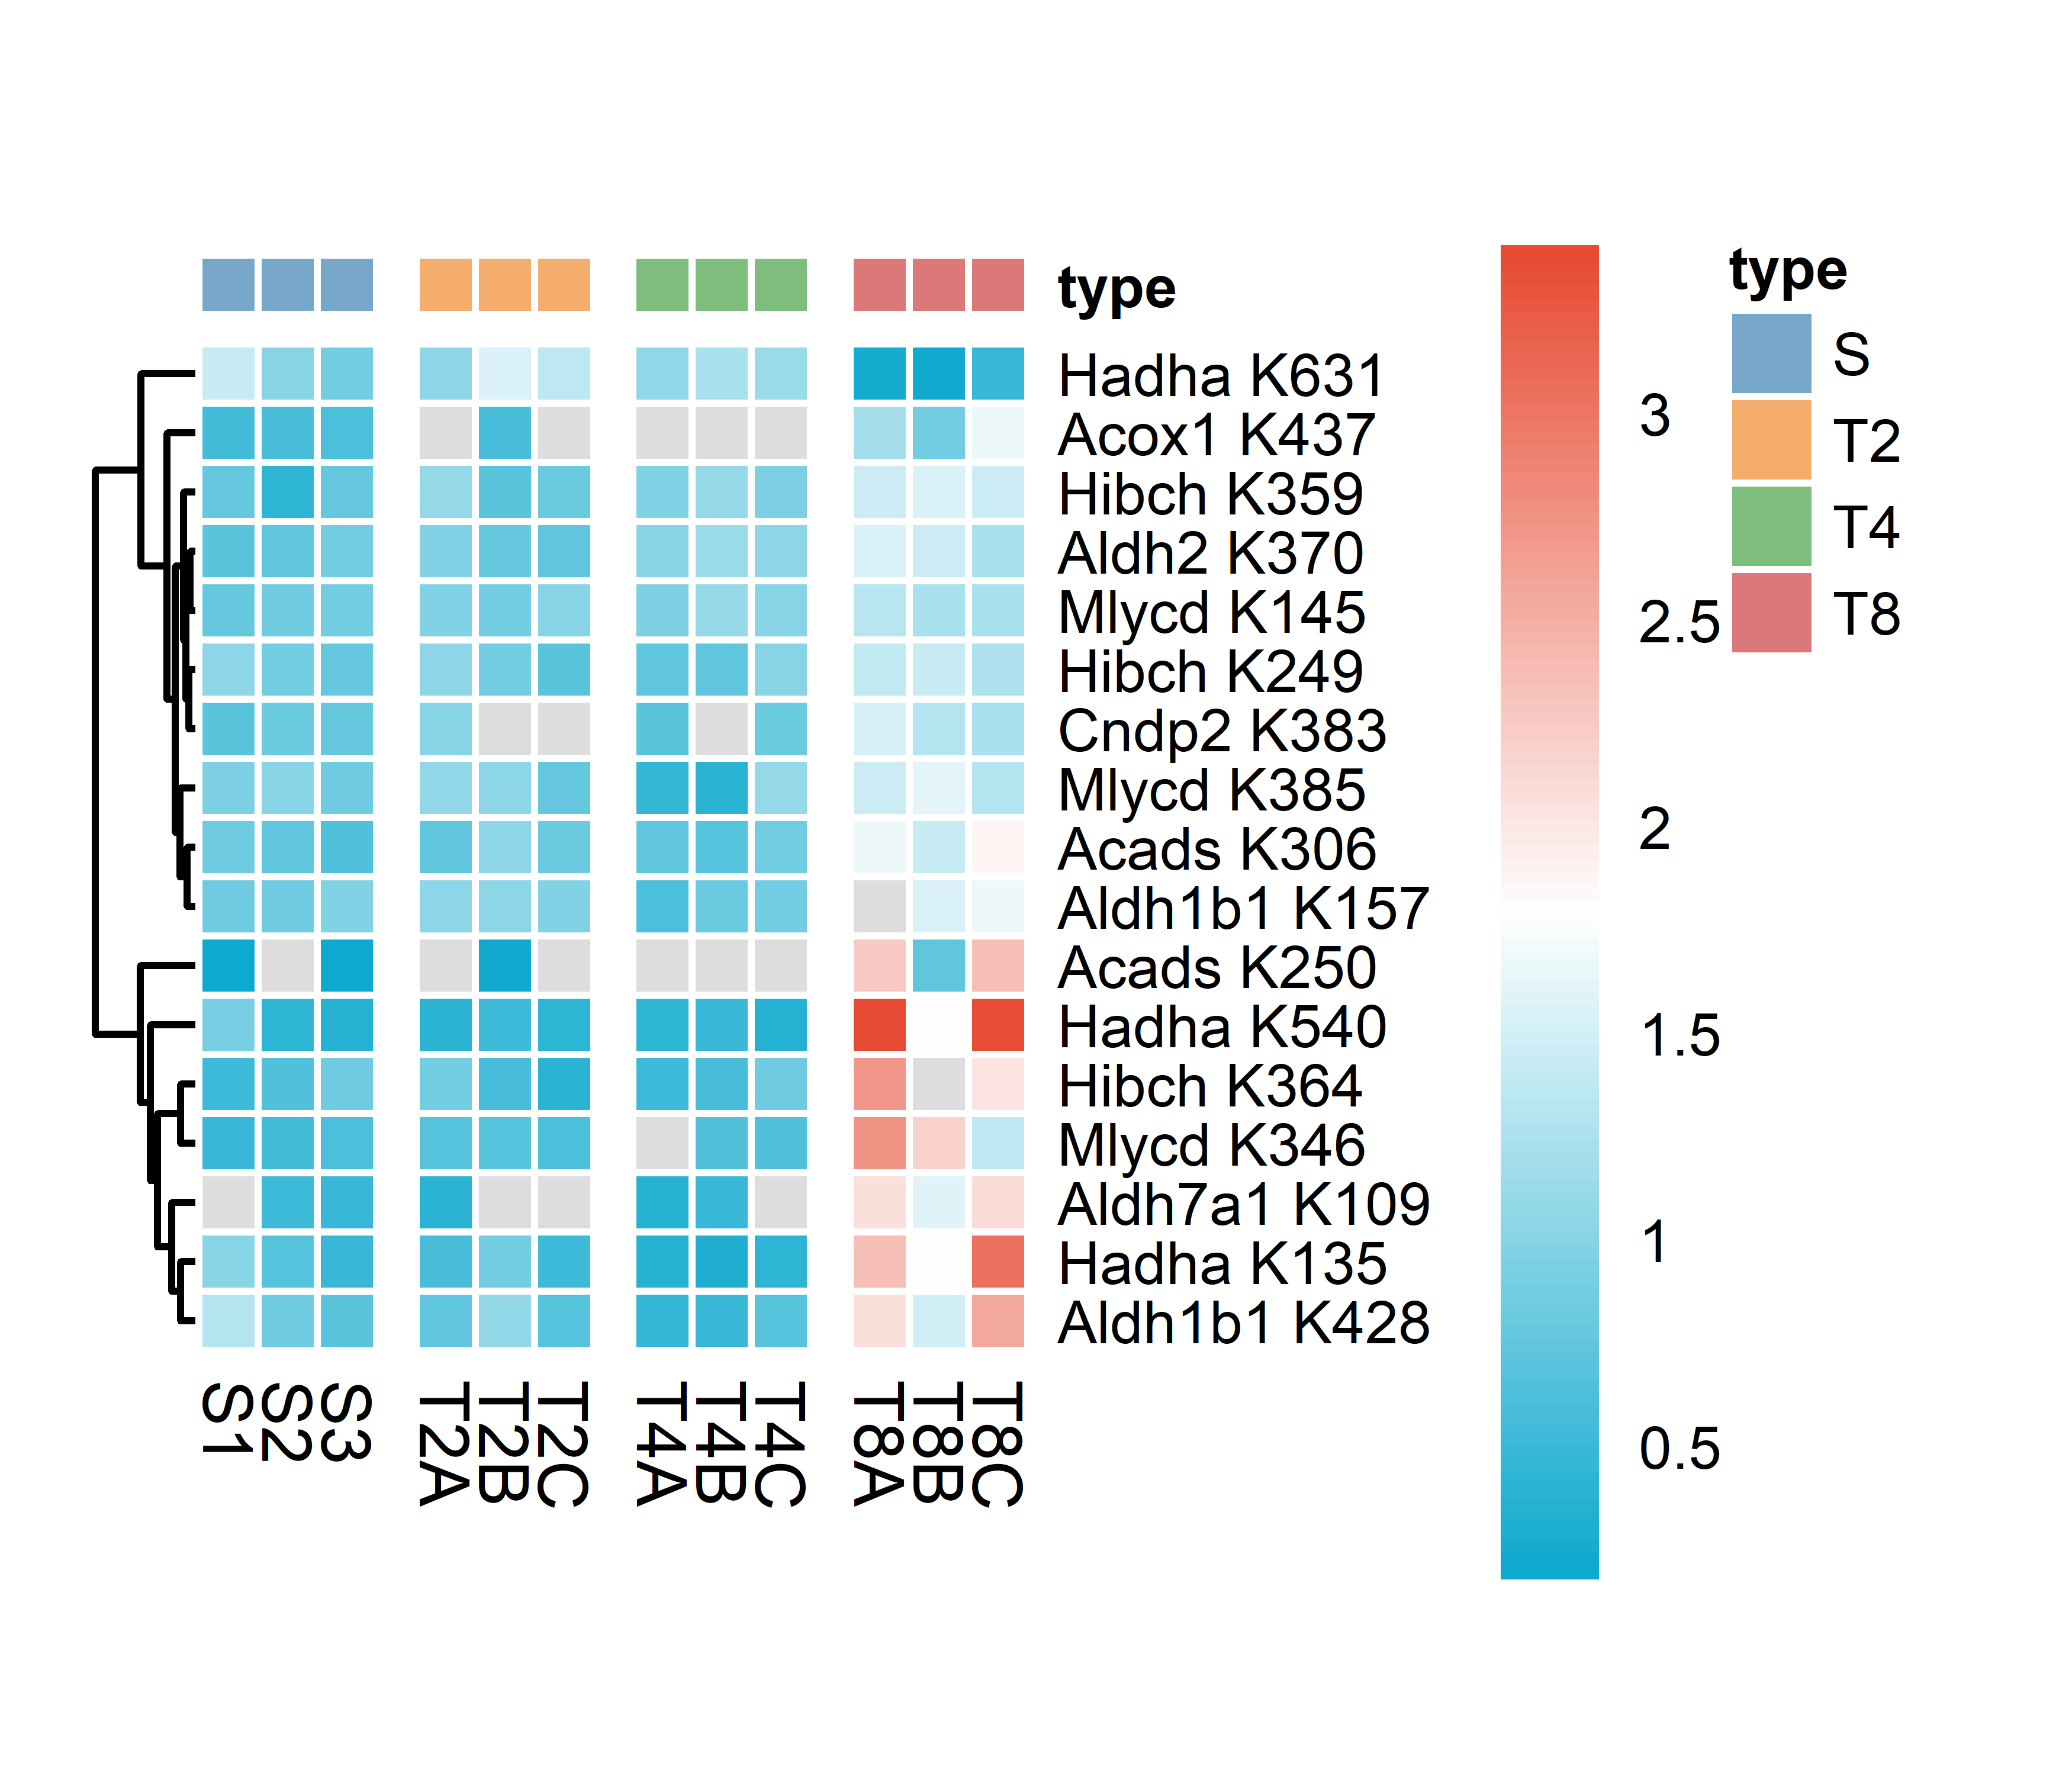 type
Hadha K631
Acox1 K437
Hibch K359
Aldh2 K370
Mlycd K145
Hibch K249
Cndp2 K383
Mlycd K385
Acads K306
Aldh1b1 K157
Acads K250
Hadha K540
Hibch K364
Mlycd K346
Aldh7a1 K109
Hadha K135
Aldh1b1 K428
S1
S2
S3
T2A
T2B
T2C
T4A
T4B
T4C
T8A
T8B
T8C
3
2.5
2
1.5
1
0.5
type
S
T2
T4
T8